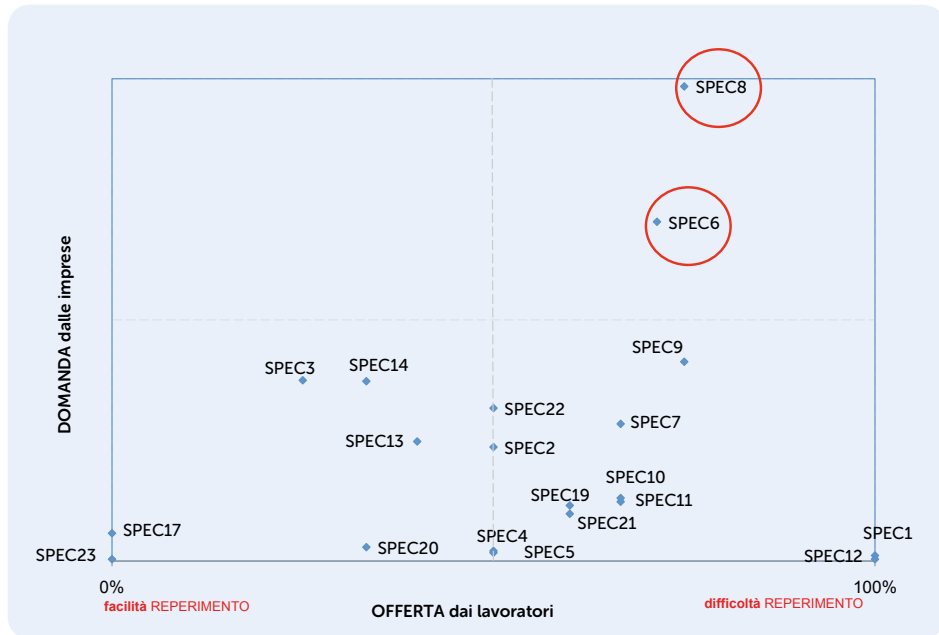 SPEC8
SPEC6
DOMANDA dalle imprese
SPEC9
SPEC3
SPEC14
SPEC22
SPEC7
SPEC13
SPEC2
SPEC10
SPEC19
SPEC11
SPEC21
SPEC17
SPEC4
SPEC1
SPEC23
SPEC20
SPEC5
SPEC12
0%
100%
facilità REPERIMENTO
OFFERTA dai lavoratori
difficoltà REPERIMENTO